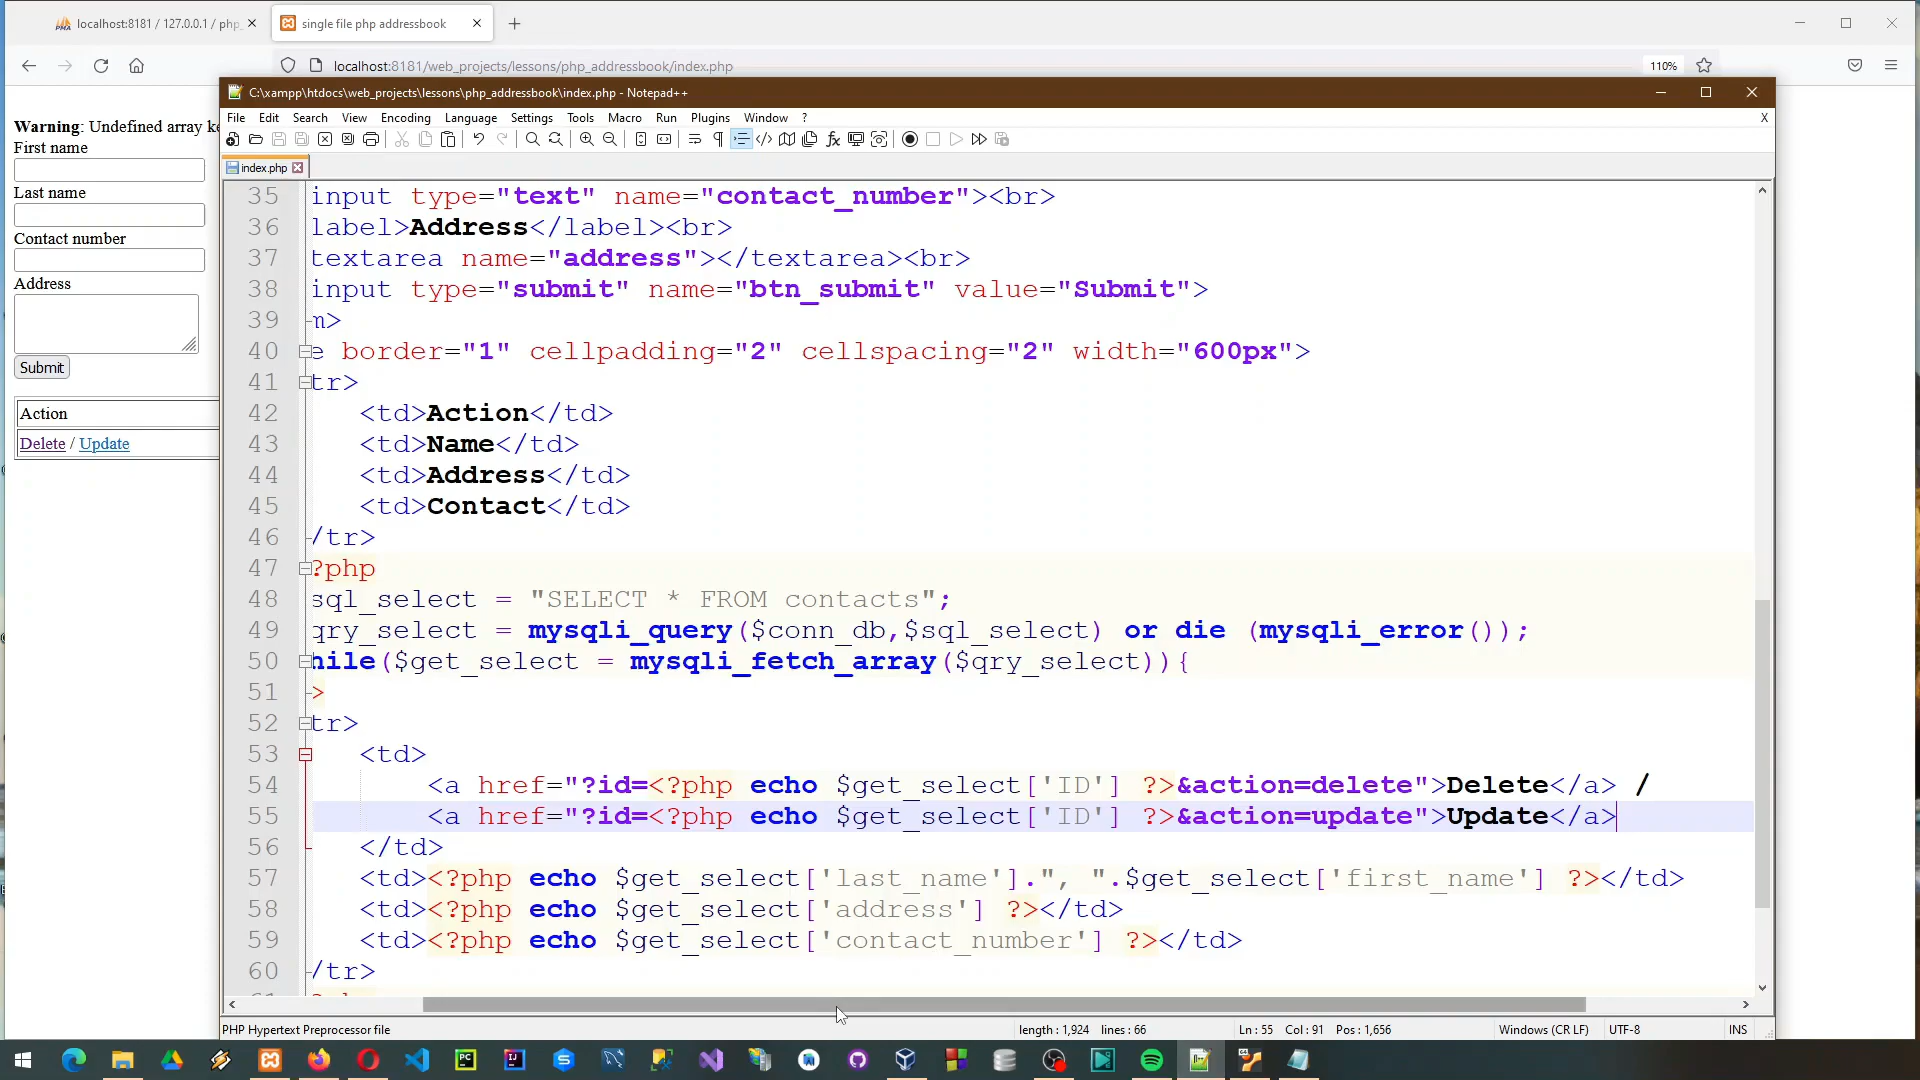 localhost:8181 / 127.0.0.1 / php_
single file php addressbook
localhost:8181/web_projects/lessons/php_addressbook/index.php
110%
C:\xampp\htdocs\web_projects\lessons\php_addressbook\index.php - Notepad++
File Edit Search View Encoding Language Settings Tools Macro Run Plugins Window ? X
index.php
Warning: Undefined array ke
First name
Last name
Contact number
Address
Submit
Action
Delete / Update
35 input type="text" name="contact_number"><br>
36 label>Address</label><br>
37 textarea name="address"></textarea><br>
38 input type="submit" name="btn_submit" value="Submit">
39 m>
40 e border="1" cellpadding="2" cellspacing="2" width="600px">
41 tr>
42 <td>Action</td>
43 <td>Name</td>
44 <td>Address</td>
45 <td>Contact</td>
46 /tr>
47 ?php
48 sql_select = "SELECT * FROM contacts";
49 qry_select = mysqli_query($conn_db,$sql_select) or die (mysqli_error());
50 hile($get_select = mysqli_fetch_array($qry_select)){
51 >
52 tr>
53 <td>
54 <a href="?id=<?php echo $get_select['ID'] ?>&action=delete">Delete</a> /
55 <a href="?id=<?php echo $get_select['ID'] ?>&action=update">Update</a>
56 </td>
57 <td><?php echo $get_select['last_name'].", ".$get_select['first_name'] ?></td>
58 <td><?php echo $get_select['address'] ?></td>
59 <td><?php echo $get_select['contact_number'] ?></td>
60 /tr>
PHP Hypertext Preprocessor file length : 1,924 lines : 66 Ln : 55 Col : 91 Pos : 1,656 Windows (CR LF) UTF-8 INS